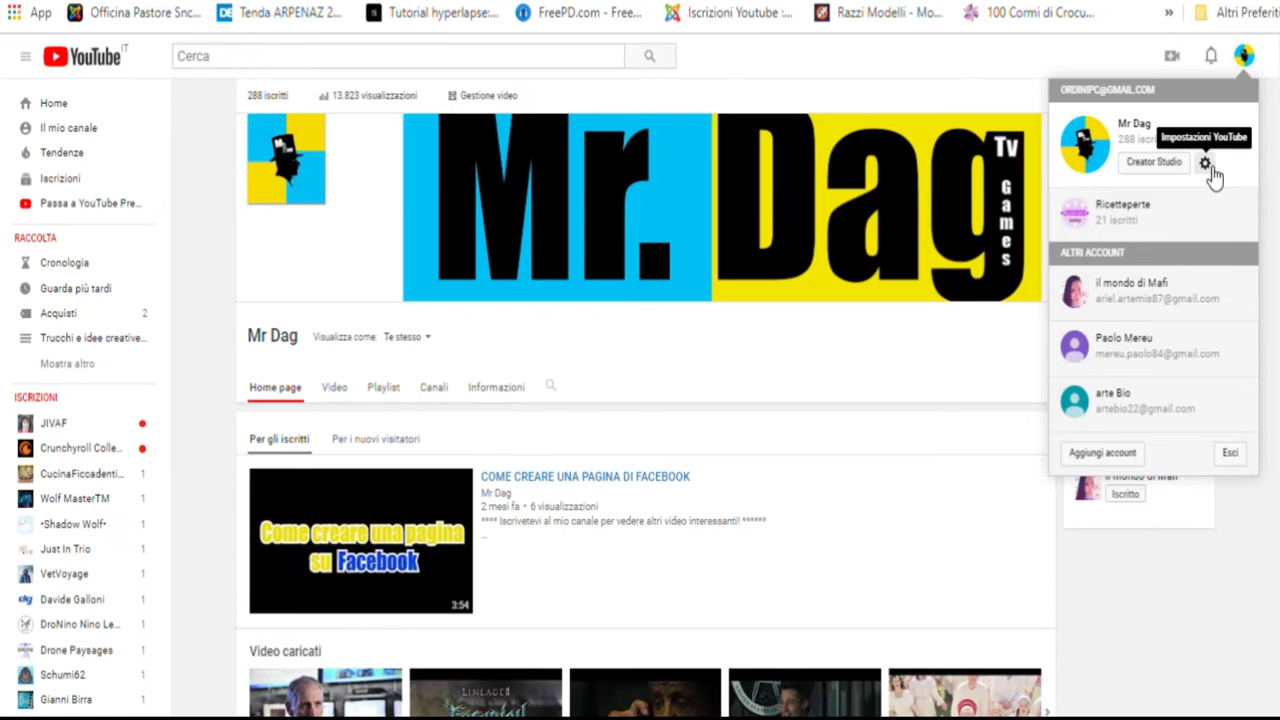 App
Officina Pastore Snc...
Tenda ARPENAZ 2...
Tutorial hyperlapse:...
FreePD.com - Free...
Iscrizioni Youtube :...
Razzi Modelli - Mo...
100 Cormi di Crocu...
»
Altri Preferiti
YouTube IT
Cerca
Home
Il mio canale
Tendenze
Iscrizioni
Passa a YouTube Pre...
RACCOLTA
Cronologia
Guarda più tardi
Acquisti 2
Trucchi e idee creative...
Mostra altro
ISCRIZIONI
JIVAF
Crunchyroll Colle...
CucinaFiccadenti... 1
Wolf MasterTM 1
•Shadow Wolf• 1
Just In Trio 1
VetVoyage 1
Davide Galloni 1
DroNino Nino Le... 1
Drone Paysages 1
Schumi62 1
Gianni Birra 1
288 iscritti
13.823 visualizzazioni
Gestione video
Mr. Dag
Tv
Games
Mr Dag
Visualizza come: Te stesso
Home page
Video
Playlist
Canali
Informazioni
Per gli iscritti
Per i nuovi visitatori
Come creare una pagina
su Facebook
3:54
COME CREARE UNA PAGINA DI FACEBOOK
Mr Dag
2 mesi fa • 6 visualizzazioni
**** Iscrivetevi al mio canale per vedere altri video interessanti! ******
...
Video caricati
LINEAGE II
ORDINIPC@GMAIL.COM
Mr Dag
288 iscri
Impostazioni YouTube
Creator Studio
Ricetteperte
21 iscritti
ALTRI ACCOUNT
il mondo di Mafi
ariel.artemis87@gmail.com
Paolo Mereu
mereu.paolo84@gmail.com
arte Bio
artebio22@gmail.com
Aggiungi account
Esci
il mondo di Mafi
Iscritto